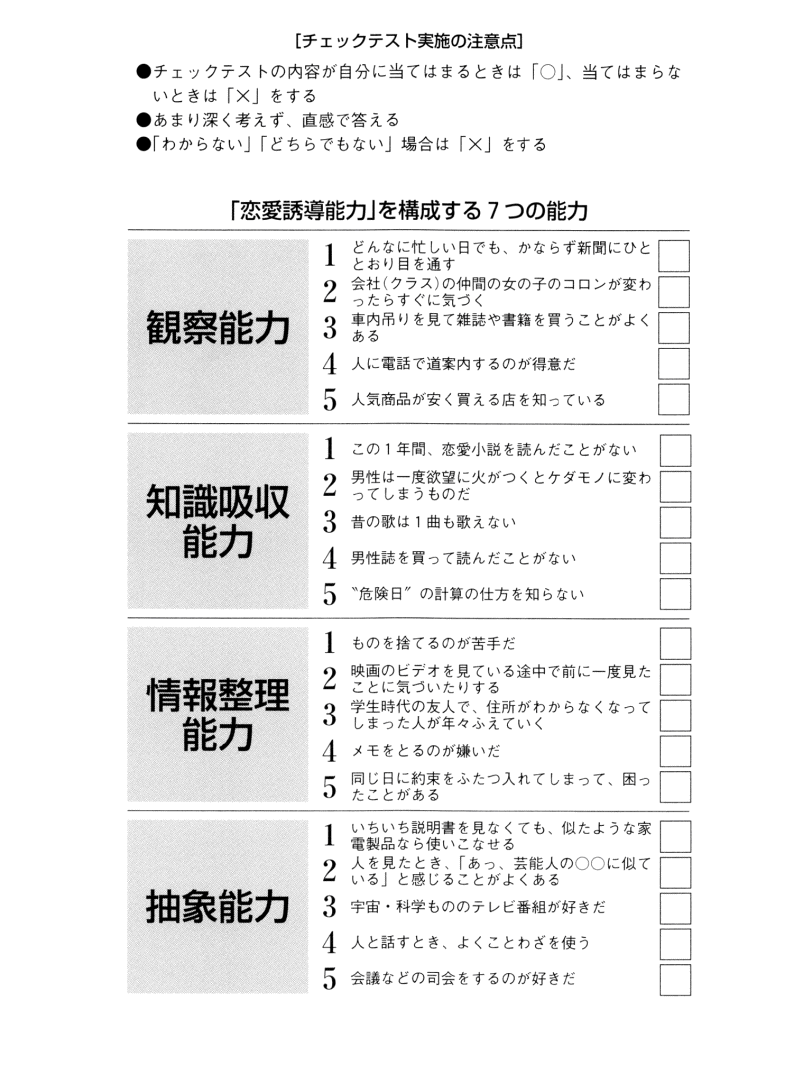 ［チェックテスト実施の注意点］
●チェックテストの内容が自分に当てはまるときは「○」、当てはまらな
いときは「×」をする
●あまり深く考えず、直感で答える
●「わからない」「どちらでもない」場合は「×」をする
「恋愛誘導能力」を構成する７つの能力
観察能力
1 どんなに忙しい日でも、かならず新聞にひと
とおり目を通す
2 会社（クラス）の仲間の女の子のコロンが変わ
ったらすぐに気づく
3 車内吊りを見て雑誌や書籍を買うことがよく
ある
4 人に電話で道案内するのが得意だ
5 人気商品が安く買える店を知っている
知識吸収
能力
1 この１年間、恋愛小説を読んだことがない
2 男性は一度欲望に火がつくとケダモノに変わ
ってしまうものだ
3 昔の歌は１曲も歌えない
4 男性誌を買って読んだことがない
5 〝危険日〞の計算の仕方を知らない
情報整理
能力
1 ものを捨てるのが苦手だ
2 映画のビデオを見ている途中で前に一度見た
ことに気づいたりする
3 学生時代の友人で、住所がわからなくなって
しまった人が年々ふえていく
4 メモをとるのが嫌いだ
5 同じ日に約束をふたつ入れてしまって、困っ
たことがある
抽象能力
1 いちいち説明書を見なくても、似たような家
電製品なら使いこなせる
2 人を見たとき、「あっ、芸能人の○○に似て
いる」と感じることがよくある
3 宇宙・科学もののテレビ番組が好きだ
4 人と話すとき、よくことわざを使う
5 会議などの司会をするのが好きだ